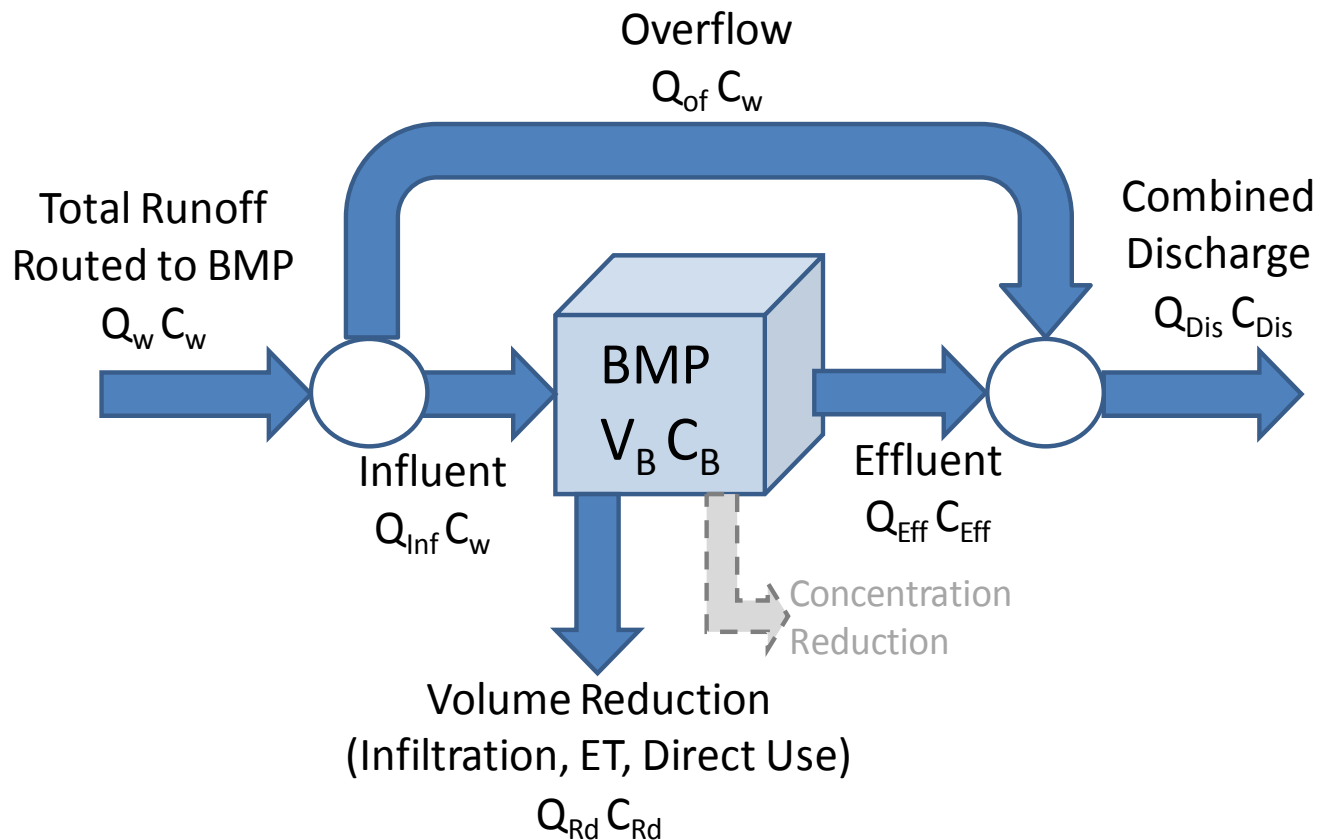 Overflow
Qof Cw
Total Runoff
Routed to BMP
Qw Cw
Combined
Discharge
QDis CDis
BMP
VB CB
Influent
QInf Cw
Effluent
QEff CEff
Concentration
Reduction
Volume Reduction
(Infiltration, ET, Direct Use)
QRd CRd